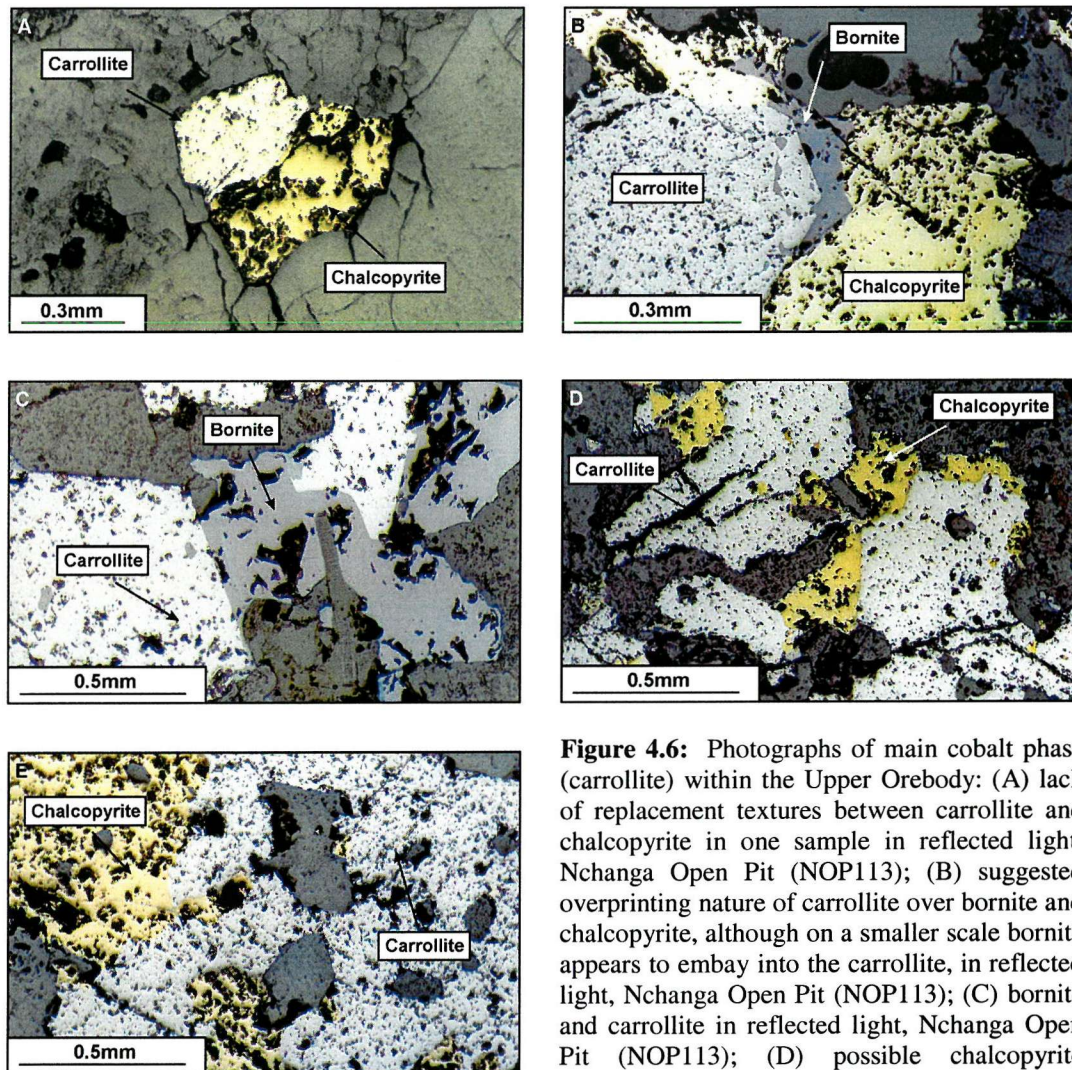 A
Carrollite
Chalcopyrite
0.3mm
B
Bornite
Carrollite
Chalcopyrite
0.3mm
C
Bornite
Carrollite
0.5mm
D
Chalcopyrite
Carrollite
0.5mm
E
Chalcopyrite
Carrollite
0.5mm
Figure 4.6: Photographs of main cobalt phas
(carrollite) within the Upper Orebody: (A) lac
of replacement textures between carrollite and
chalcopyrite in one sample in reflected light
Nchanga Open Pit (NOP113); (B) suggested
overprinting nature of carrollite over bornite and
chalcopyrite, although on a smaller scale bornit
appears to embay into the carrollite, in reflected
light, Nchanga Open Pit (NOP113); (C) bornit
and carrollite in reflected light, Nchanga Open
Pit (NOP113); (D) possible chalcopyrite